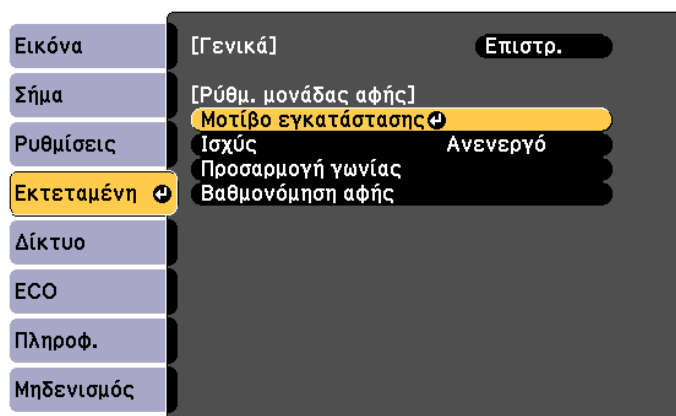 Εικόνα
Σήμα
Ρυθμίσεις
Εκτεταμένη
Δίκτυο
ECO
Πληροφ.
Μηδενισμός
[Γενικά] Επιστρ.
[Ρύθμ. μονάδας αφής]
Μοτίβο εγκατάστασης
Ισχύς Ανενεργό
Προσαρμογή γωνίας
Βαθμονόμηση αφής